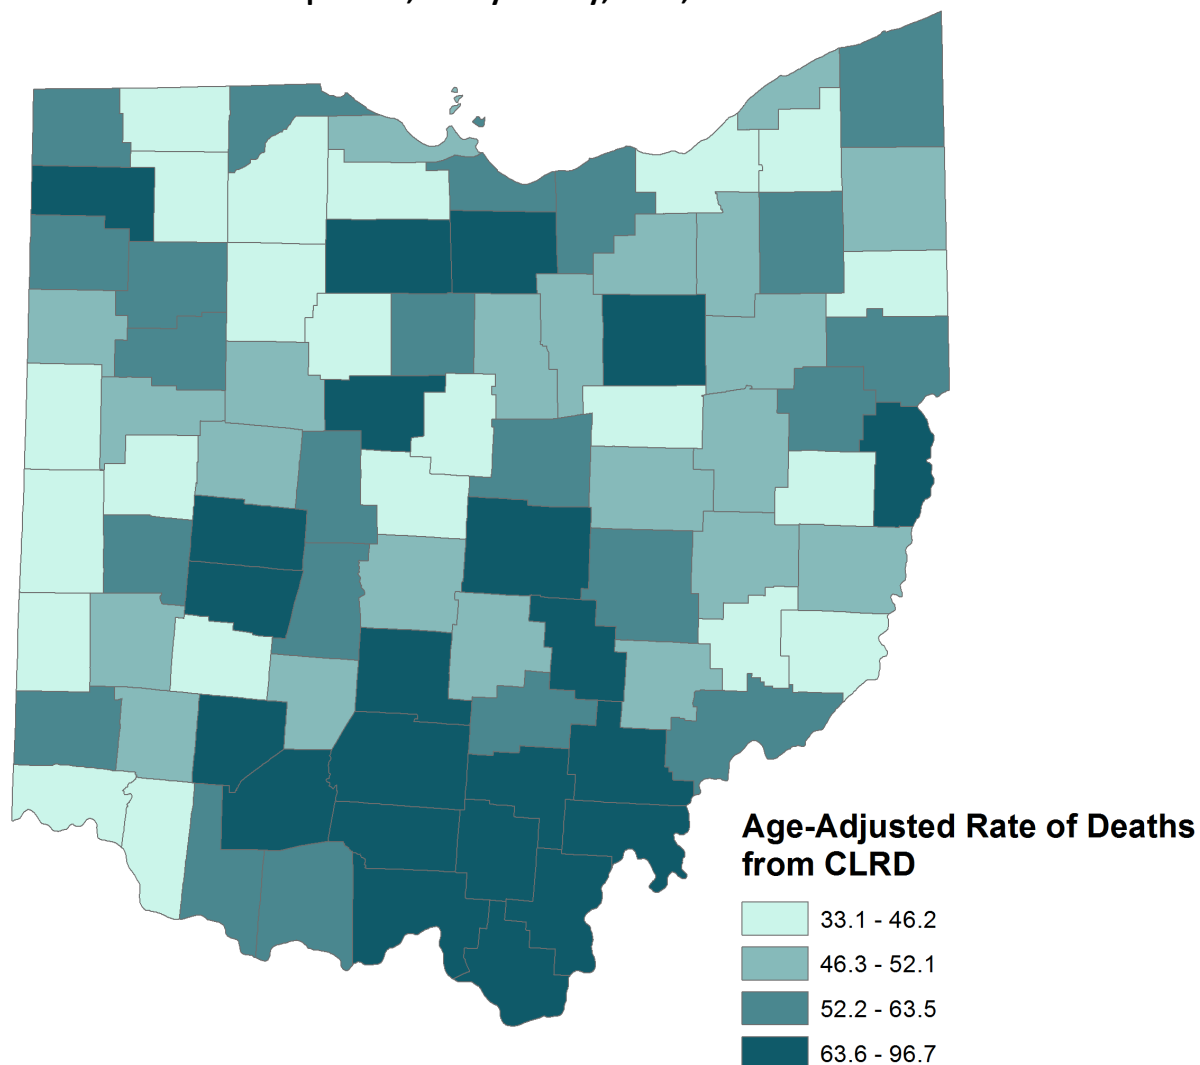 Age-Adjusted Rate of Deaths
from CLRD
33.1 - 46.2
46.3 - 52.1
52.2 - 63.5
63.6 - 96.7